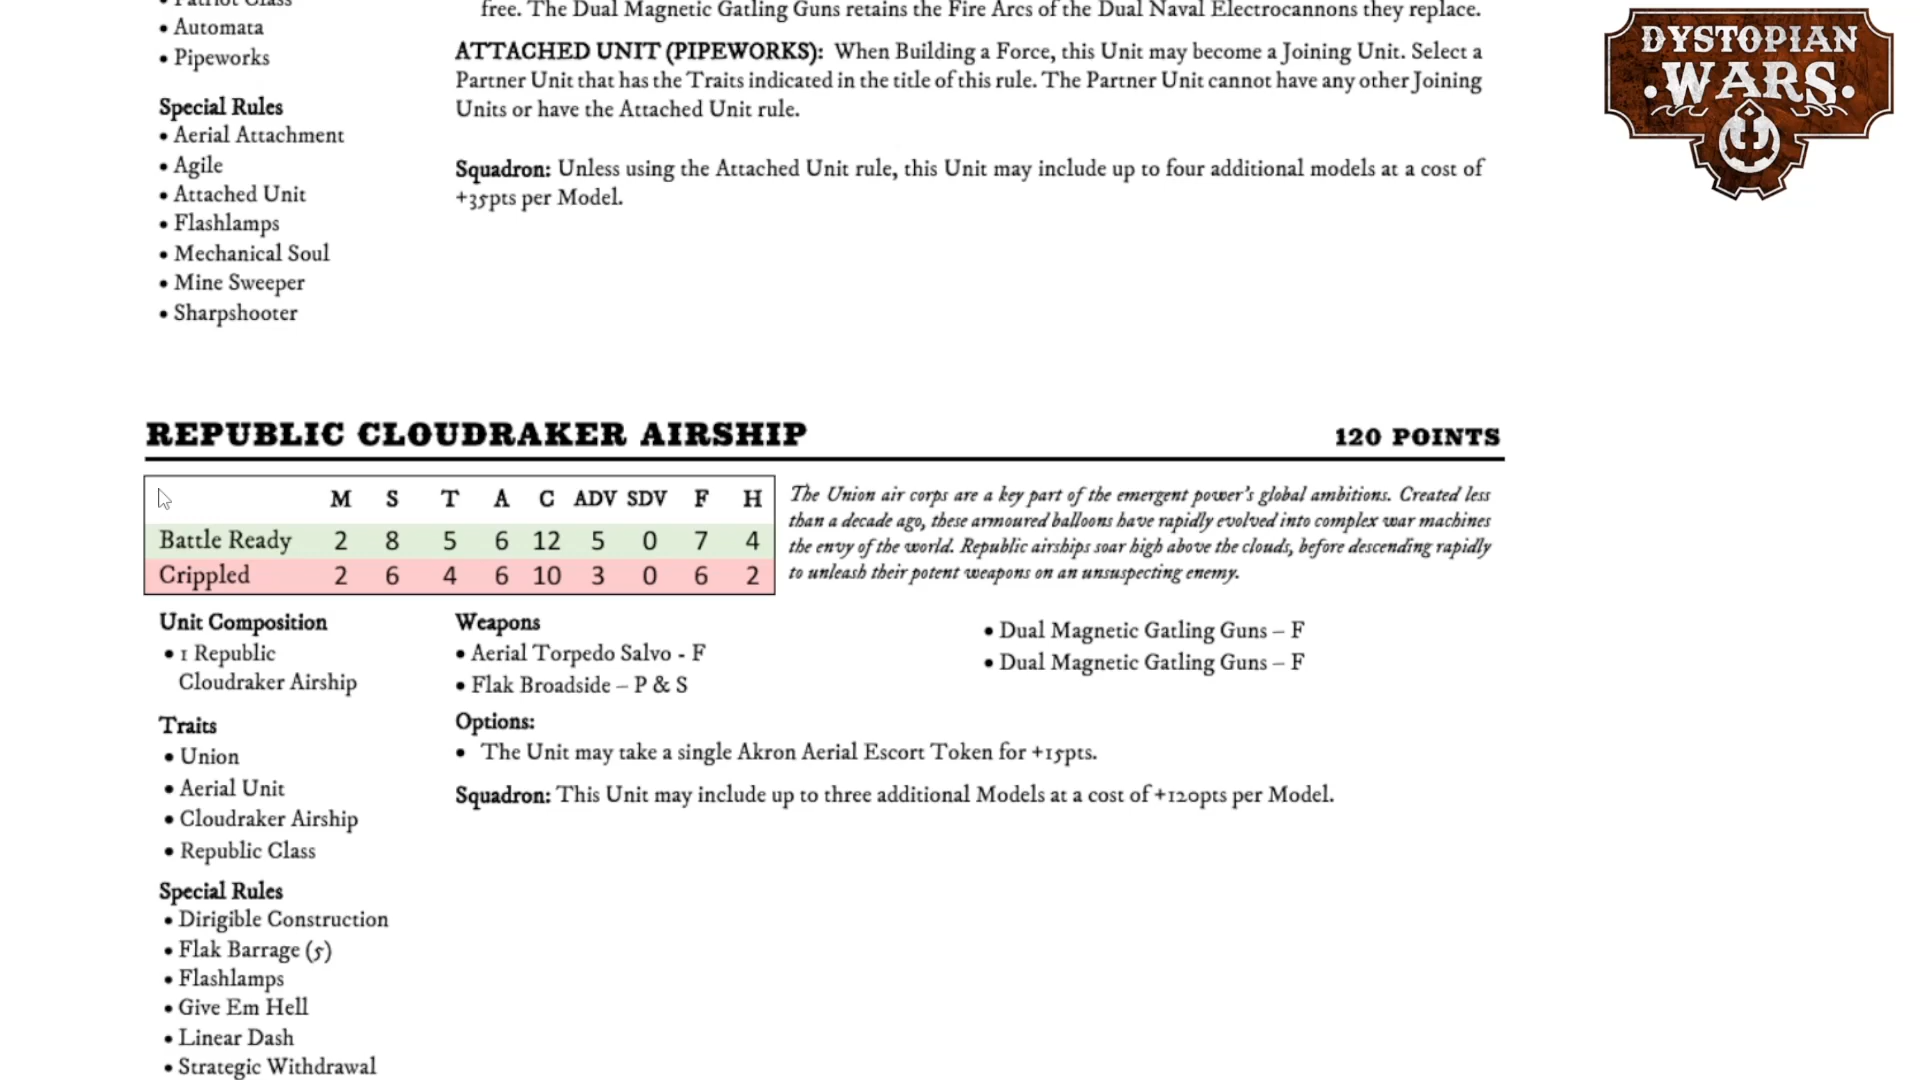 • Patriot Class
• Automata
• Pipeworks
Special Rules
• Aerial Attachment
• Agile
• Attached Unit
• Flashlamps
• Mechanical Soul
• Mine Sweeper
• Sharpshooter
free. The Dual Magnetic Gatling Guns retains the Fire Arcs of the Dual Naval Electrocannons they replace.
ATTACHED UNIT (PIPEWORKS): When Building a Force, this Unit may become a Joining Unit. Select a
Partner Unit that has the Traits indicated in the title of this rule. The Partner Unit cannot have any other Joining
Units or have the Attached Unit rule.
Squadron: Unless using the Attached Unit rule, this Unit may include up to four additional models at a cost of
+35pts per Model.
DYSTOPIAN
• WARS •
REPUBLIC CLOUDRAKER AIRSHIP 120 POINTS
M S T A C ADV SDV F H
Battle Ready 2 8 5 6 12 5 0 7 4
Crippled 2 6 4 6 10 3 0 6 2
The Union air corps are a key part of the emergent power's global ambitions. Created less
than a decade ago, these armoured balloons have rapidly evolved into complex war machines
the envy of the world. Republic airships soar high above the clouds, before descending rapidly
to unleash their potent weapons on an unsuspecting enemy.
Unit Composition
• 1 Republic
Cloudraker Airship
Traits
• Union
• Aerial Unit
• Cloudraker Airship
• Republic Class
Special Rules
• Dirigible Construction
• Flak Barrage (5)
• Flashlamps
• Give Em Hell
• Linear Dash
• Strategic Withdrawal
Weapons
• Aerial Torpedo Salvo - F
• Flak Broadside – P & S
• Dual Magnetic Gatling Guns – F
• Dual Magnetic Gatling Guns – F
Options:
• The Unit may take a single Akron Aerial Escort Token for +15pts.
Squadron: This Unit may include up to three additional Models at a cost of +120pts per Model.